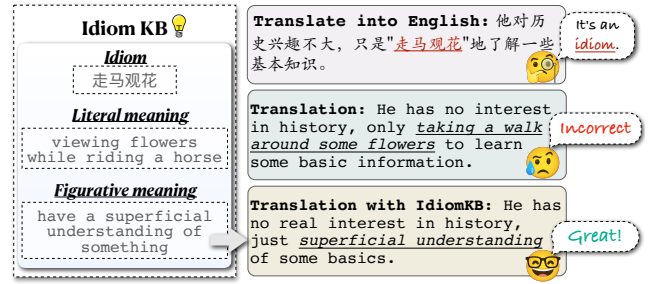 Idiom KB
Idiom
走马观花
Literal meaning
viewing flowers
while riding a horse
Figurative meaning
have a superficial
understanding of
something
Translate into English: 他对历
史兴趣不大，只是"走马观花"地了解一些
基本知识。
It's an
idiom.
Translation: He has no interest
in history, only taking a walk
around some flowers to learn
some basic information.
Incorrect
Translation with IdiomKB: He has
no real interest in history,
just superficial understanding
of some basics.
Great!